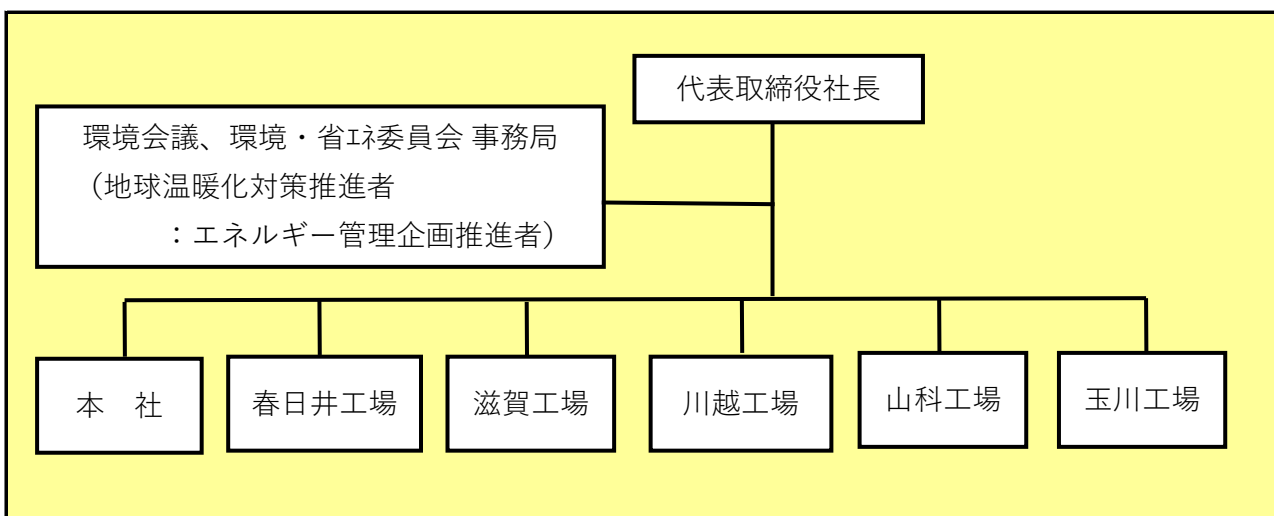 代表取締役社長
環境会議、環境・省ｴﾈ委員会 事務局
（地球温暖化対策推進者
：エネルギー管理企画推進者）
本　社
春日井工場
滋賀工場
川越工場
山科工場
玉川工場